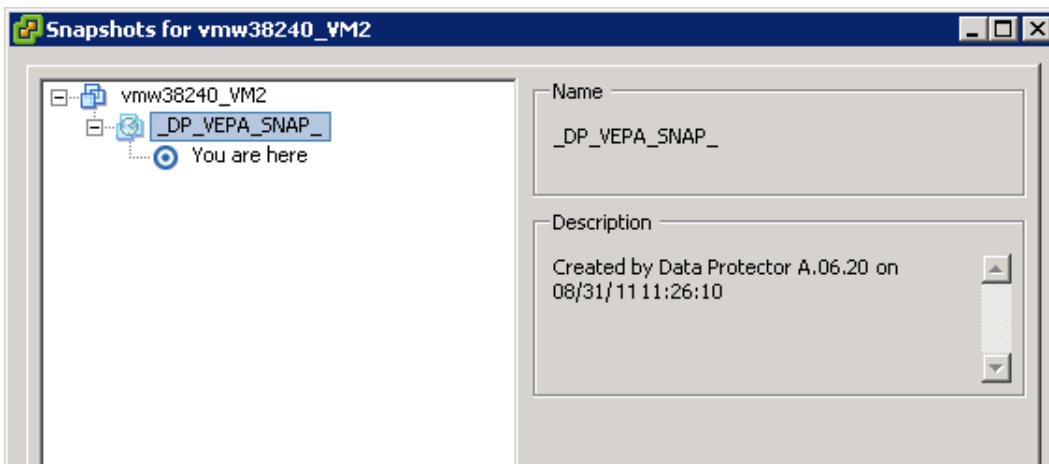 Snapshots for vmw38240_VM2
vmw38240_VM2
_DP_VEPA_SNAP_
You are here
Name
_DP_VEPA_SNAP_
Description
Created by Data Protector A.06.20 on
08/31/11 11:26:10